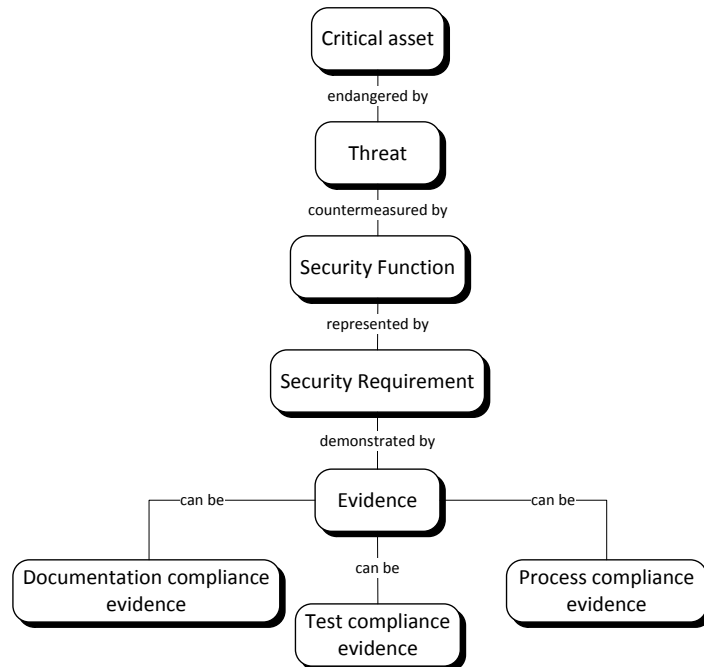 Critical asset
endangered by
Threat
countermeasured by
Security Function
represented by
Security Requirement
demonstrated by
can be
Evidence
can be
Documentation compliance
evidence
can be
Test compliance
evidence
Process compliance
evidence